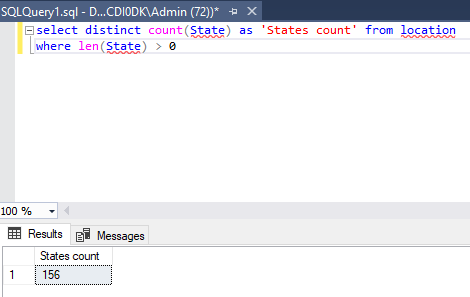 SQLQuery1.sql - D...CDI0DK\Admin (72))*
select distinct count(State) as 'States count' from location
where len(State) > 0
100 %
Results Messages
States count
1 156